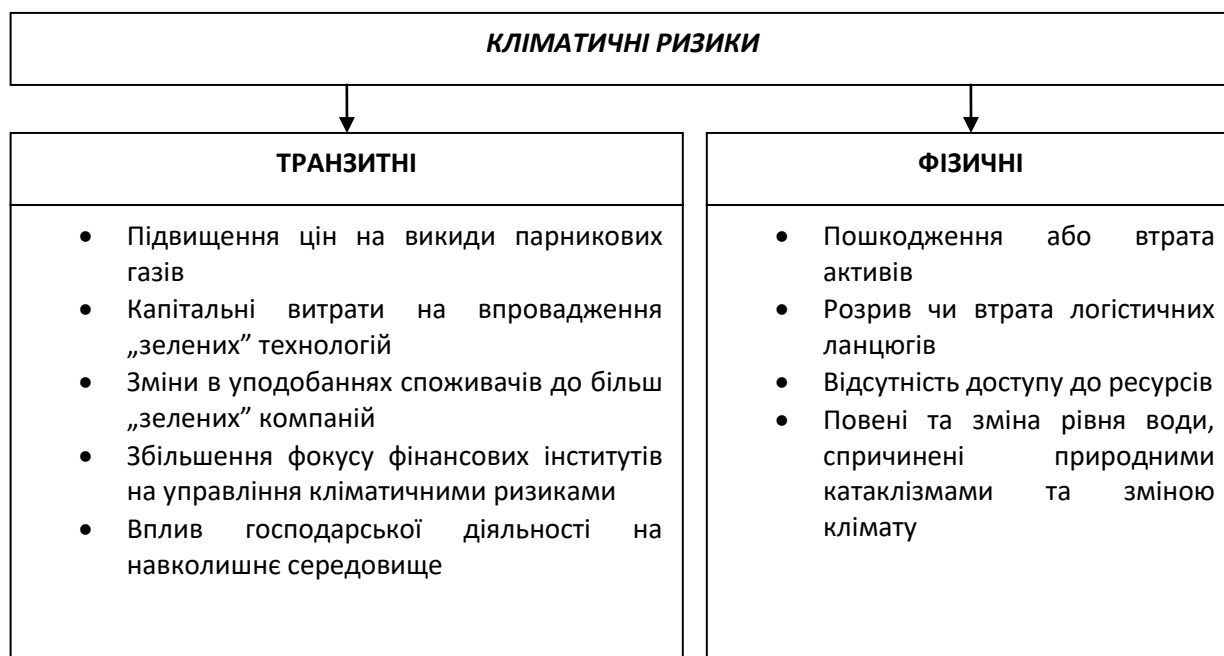 КЛІМАТИЧНІ РИЗИКИ
ТРАНЗИТНІ
• Підвищення цін на викиди парникових
газів
• Капітальні витрати на впровадження
„зелених” технологій
• Зміни в уподобаннях споживачів до більш
„зелених” компаній
• Збільшення фокусу фінансових інститутів
на управління кліматичними ризиками
• Вплив господарської діяльності на
навколишнє середовище
ФІЗИЧНІ
• Пошкодження або втрата
активів
• Розрив чи втрата логістичних
ланцюгів
• Відсутність доступу до ресурсів
• Повені та зміна рівня води,
спричинені природними
катаклізмами та зміною
клімату